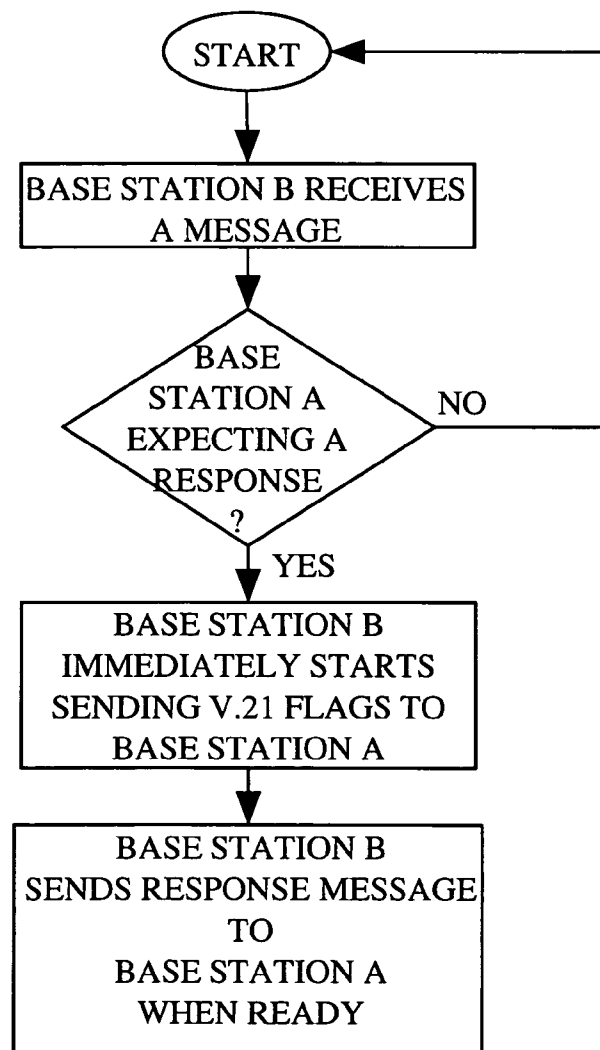 START
BASE STATION B RECEIVES
A MESSAGE
BASE
STATION A
EXPECTING A
RESPONSE
?
NO
YES
BASE STATION B
IMMEDIATELY STARTS
SENDING V.21 FLAGS TO
BASE STATION A
BASE STATION B
SENDS RESPONSE MESSAGE
TO
BASE STATION A
WHEN READY